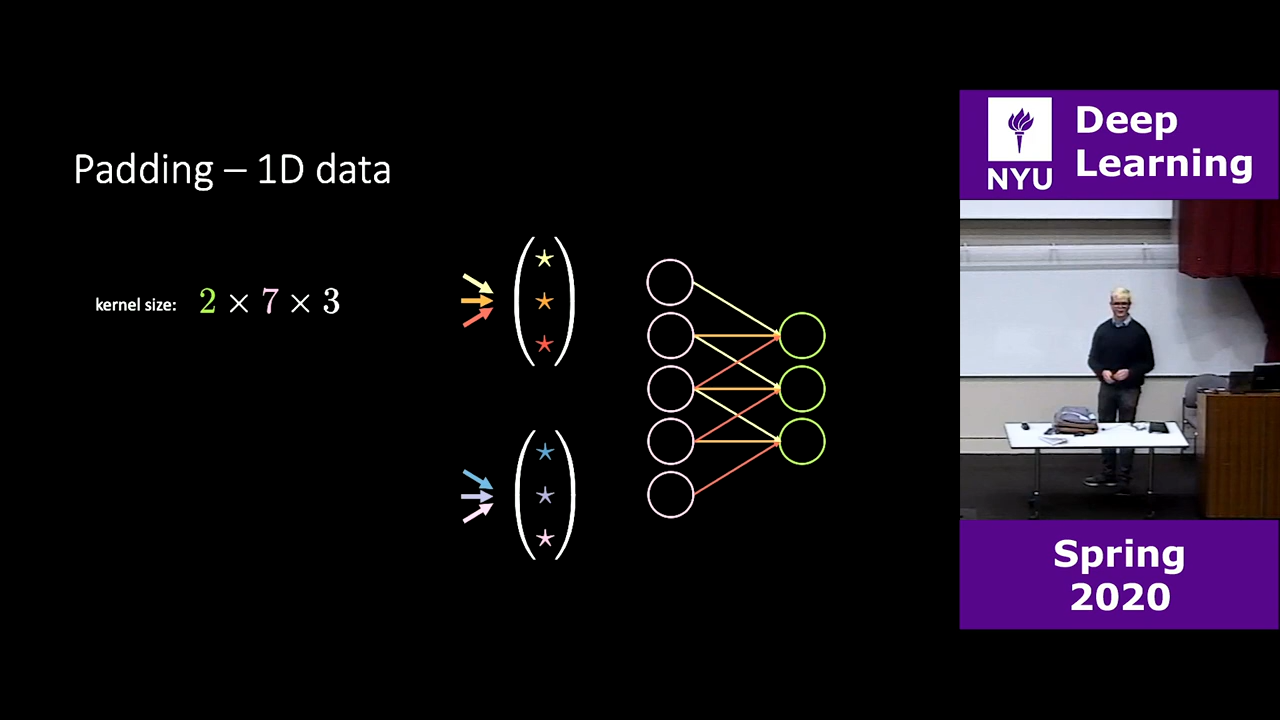 Padding – 1D data
kernel size: 2 × 7 × 3
NYU
Deep
Learning
Spring
2020